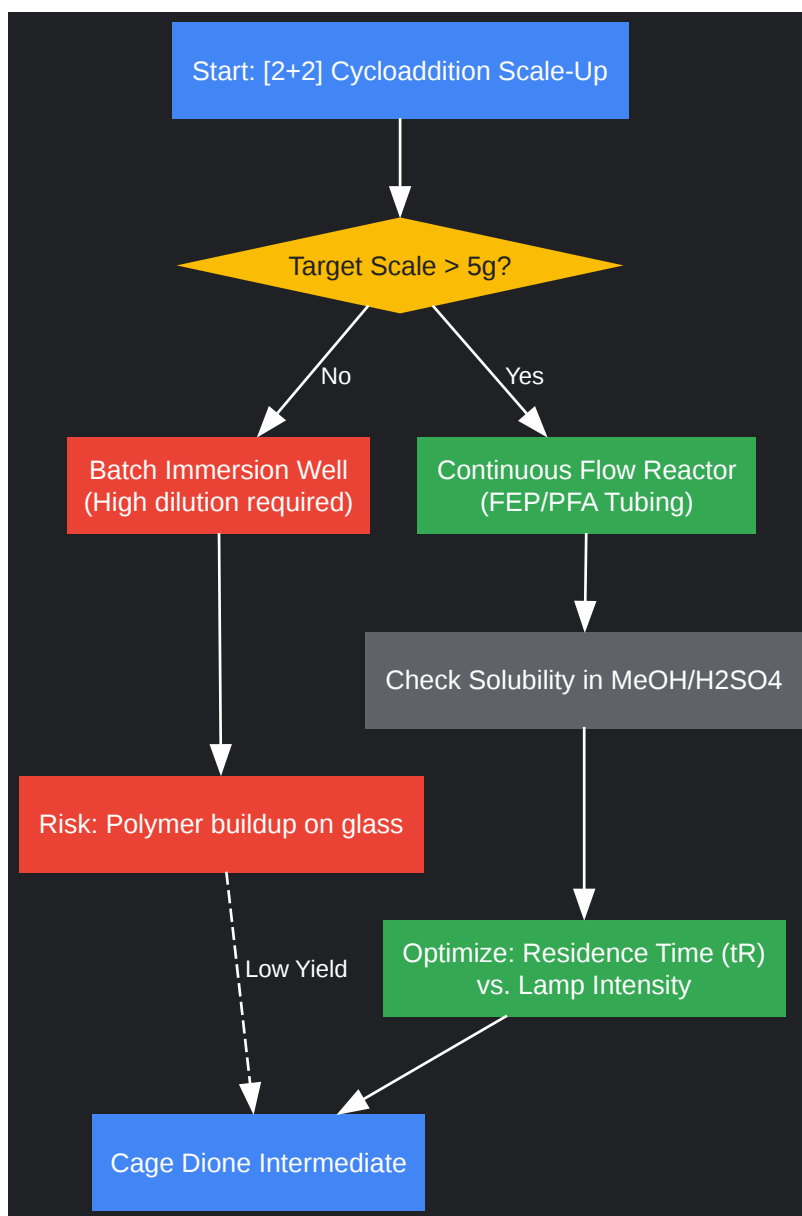 Start: [2+2] Cycloaddition Scale-Up
Target Scale > 5g?
No
Yes
Batch Immersion Well
(High dilution required)
Continuous Flow Reactor
(FEP/PFA Tubing)
Check Solubility in MeOH/H2SO4
Risk: Polymer buildup on glass
Optimize: Residence Time (tR)
vs. Lamp Intensity
Low Yield
Cage Dione Intermediate